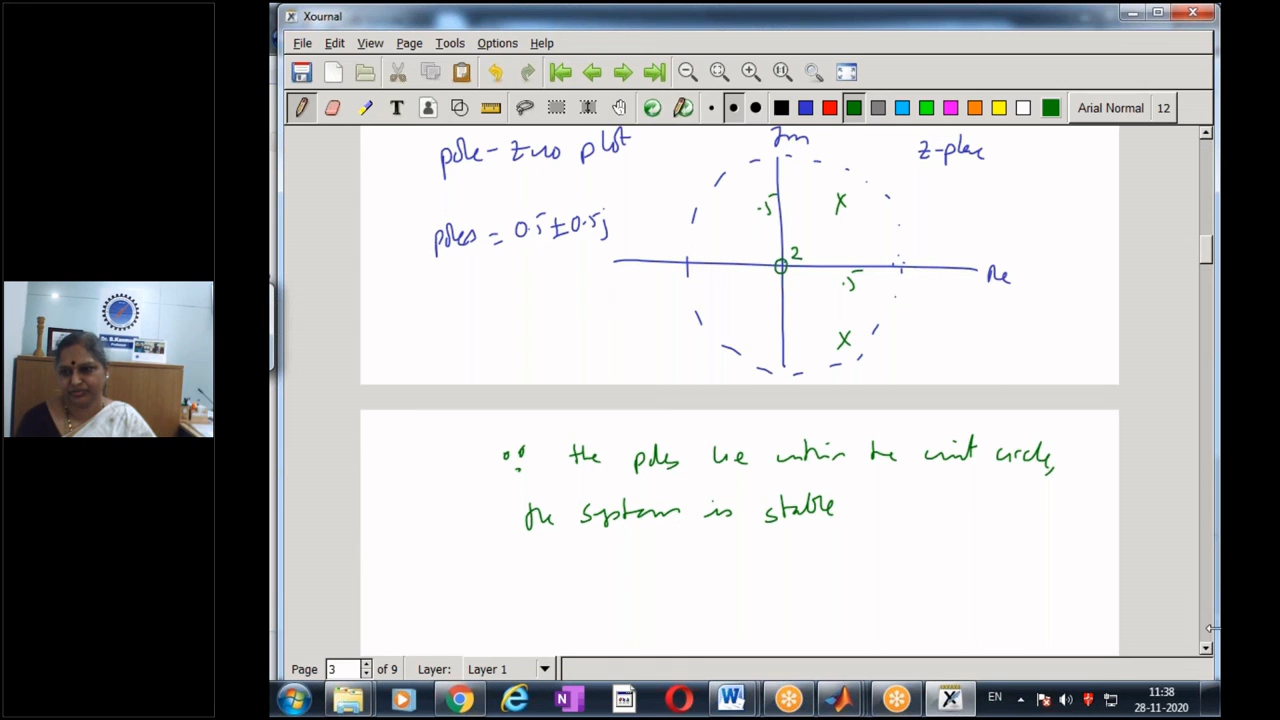 Xournal
File Edit View Page Tools Options Help
Arial Normal 12
pole-zero plot
Im
z-plane
.5
poles = 0.5 ± 0.5j
X
2
.5
Re
X
∵ the poles lie within the unit circle,
the system is stable
Page 3 of 9 Layer: Layer 1
EN
11:38
28-11-2020